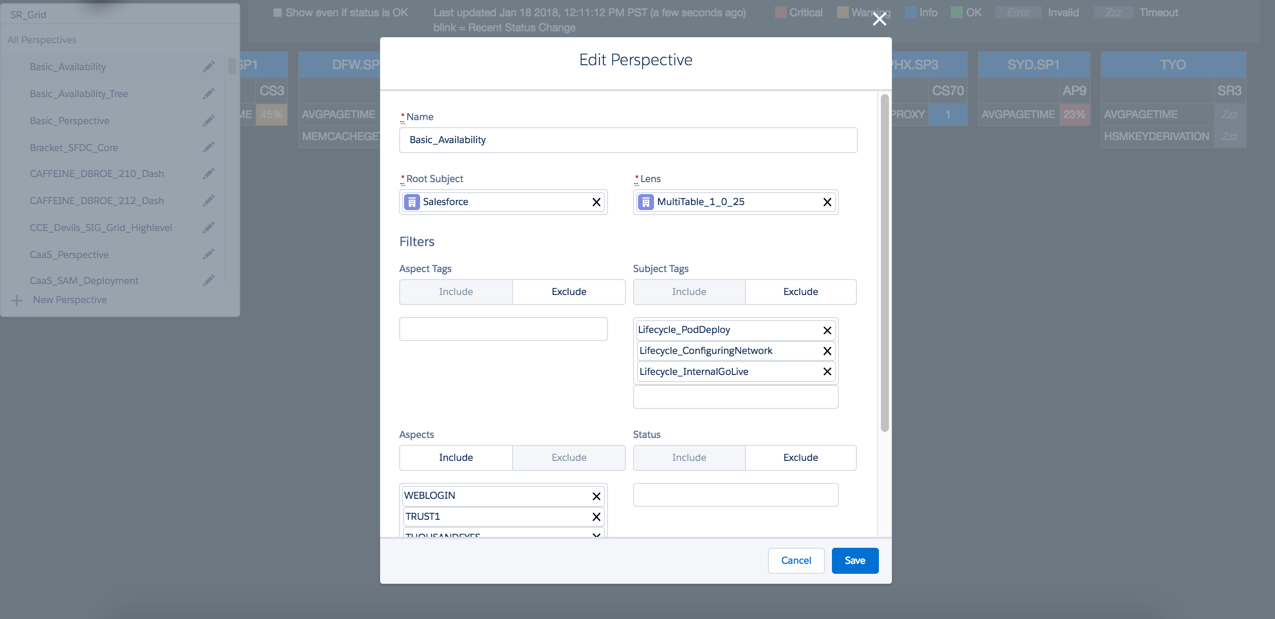 SR_Grid
All Perspectives
Basic_Availability
Basic_Availability_Tree
Basic_Perspective
Bracket_SFDC_Core
CAFFEINE_DBROE_210_Dash
CAFFEINE_DBROE_212_Dash
CCE_Devils_SIG_Grid_Highlevel
CaaS_Perspective
CaaS_SAM_Deployment
New Perspective
Show even if status is OK
Last updated Jan 18 2018, 12:11:12 PM PST (a few seconds ago)
blink = Recent Status Change
Critical
Warning
Info
OK
Error
Invalid
Zzz
Timeout
SP1
CS3
ME 45%
DFW.SP
AVGPAGETIME
MEMCACHEGET
HX.SP3
CS70
PROXY 1
SYD.SP1
AP9
AVGPAGETIME 23%
TYO
SR3
AVGPAGETIME Zzz
HSMKEYDERIVATION Zzz
Edit Perspective
* Name
Basic_Availability
* Root Subject
Salesforce
* Lens
MultiTable_1_0_25
Filters
Aspect Tags
Include Exclude
Subject Tags
Include Exclude
Lifecycle_PodDeploy
Lifecycle_ConfiguringNetwork
Lifecycle_InternalGoLive
Aspects
Include Exclude
Status
Include Exclude
WEBLOGIN
TRUST1
THOUSANDEYES
Cancel Save